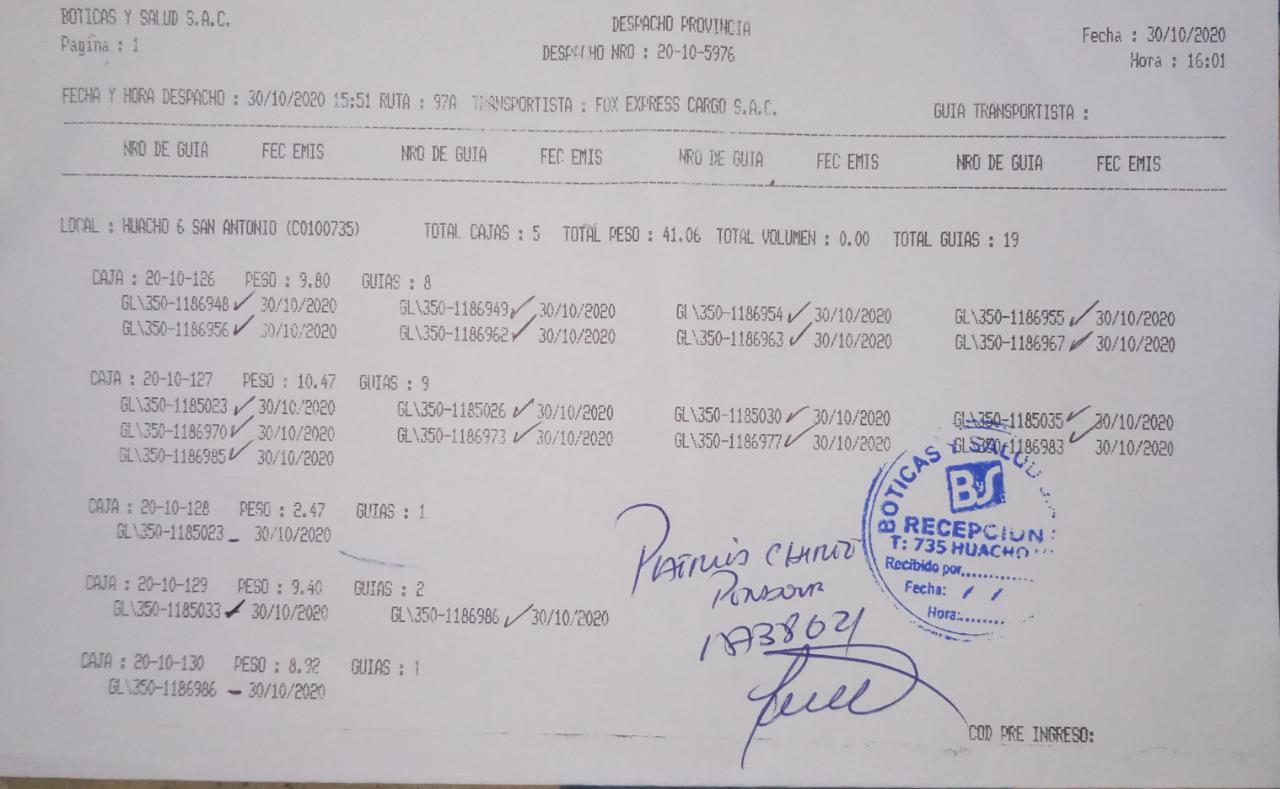 BOTICAS Y SALUD S.A.C.
DESPACHO PROVINCIA
Fecha : 30/10/2020
Pagina : 1
DESPACHO NRO : 20-10-5976
Hora : 16:01
FECHA Y HORA DESPACHO : 30/10/2020 15:51 RUTA : 97A TRANSPORTISTA : FOX EXPRESS CARGO S.A.C. GUIA TRANSPORTISTA :
NRO DE GUIA FEC EMIS NRO DE GUIA FEC EMIS NRO DE GUIA FEC EMIS NRO DE GUIA FEC EMIS
LOCAL : HUACHO 6 SAN ANTONIO (C0100735) TOTAL CAJAS : 5 TOTAL PESO : 41.06 TOTAL VOLUMEN : 0.00 TOTAL GUIAS : 19
CAJA : 20-10-126 PESO : 9.80 GUIAS : 8
GL\350-1186948 ✓ 30/10/2020 GL\350-1186949 ✓ 30/10/2020 GL\350-1186954 ✓ 30/10/2020 GL\350-1186955 ✓ 30/10/2020
GL\350-1186956 ✓ 30/10/2020 GL\350-1186962 ✓ 30/10/2020 GL\350-1186963 ✓ 30/10/2020 GL\350-1186967 ✓ 30/10/2020
CAJA : 20-10-127 PESO : 10.47 GUIAS : 9
GL\350-1185023 ✓ 30/10/2020 GL\350-1185026 ✓ 30/10/2020 GL\350-1185030 ✓ 30/10/2020 GL\350-1185035 ✓ 30/10/2020
GL\350-1186970 ✓ 30/10/2020 GL\350-1186973 ✓ 30/10/2020 GL\350-1186977 ✓ 30/10/2020 GL\350-1186983 ✓ 30/10/2020
GL\350-1186985 ✓ 30/10/2020
CAJA : 20-10-128 PESO : 2.47 GUIAS : 1
GL\350-1185023 - 30/10/2020
CAJA : 20-10-129 PESO : 9.40 GUIAS : 2
GL\350-1185033 ✓ 30/10/2020 GL\350-1186986 ✓ 30/10/2020
CAJA : 20-10-130 PESO : 8.92 GUIAS : 1
GL\350-1186986 - 30/10/2020
BOTICAS Y SALUD
ByS
RECEPCION
T: 735 HUACHO
Recibido por............
Fecha: / /
Hora:........
COD PRE INGRESO: